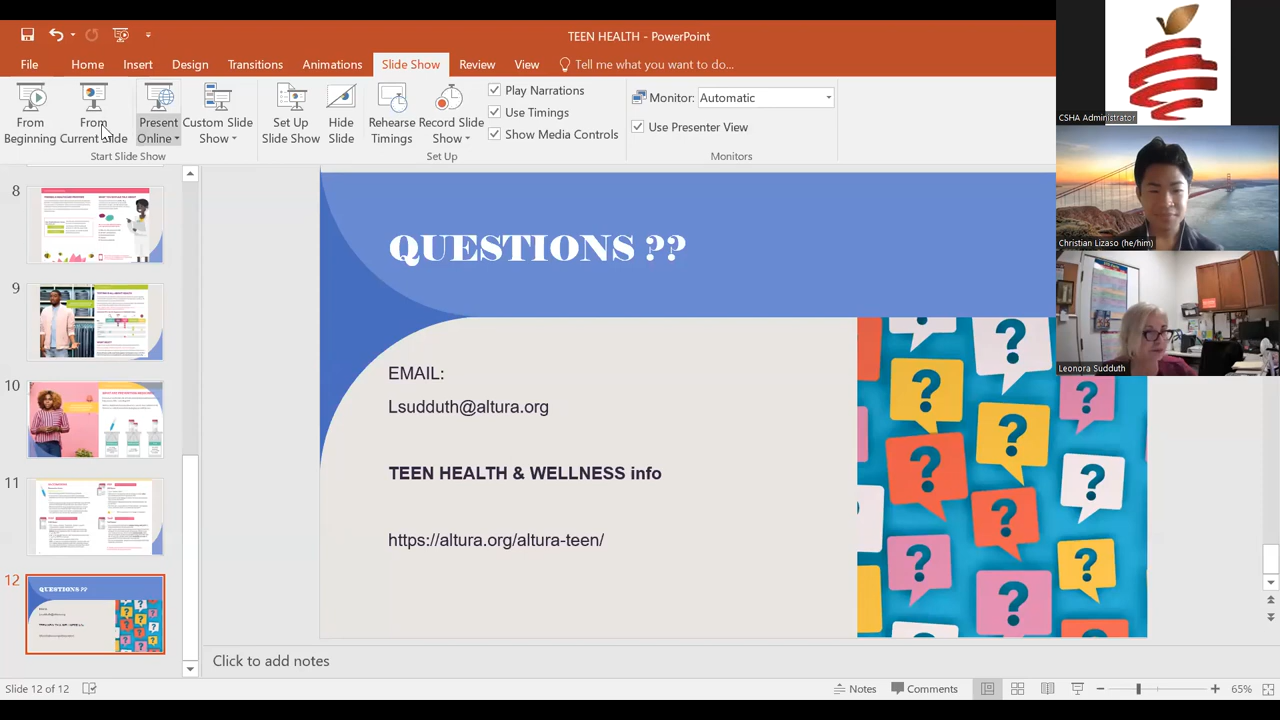 TEEN HEALTH - PowerPoint
File Home Insert Design Transitions Animations Slide Show Review View Tell me what you want to do...
From Beginning
From Current Slide
Present Online
Custom Slide Show
Set Up Slide Show
Hide Slide
Rehearse Timings
Record Slide Show
Play Narrations
Use Timings
Show Media Controls
Monitor: Automatic
Use Presenter View
Start Slide Show
Set Up
Monitors
CSHA Administrator
Christian Lizaso (he/him)
Leonora Sudduth
8
9
10
11
12
QUESTIONS ??
QUESTIONS ??
EMAIL:
Lsudduth@altura.org
TEEN HEALTH & WELLNESS info
https://altura.org/altura-teen/
Click to add notes
Slide 12 of 12
Notes
Comments
65%